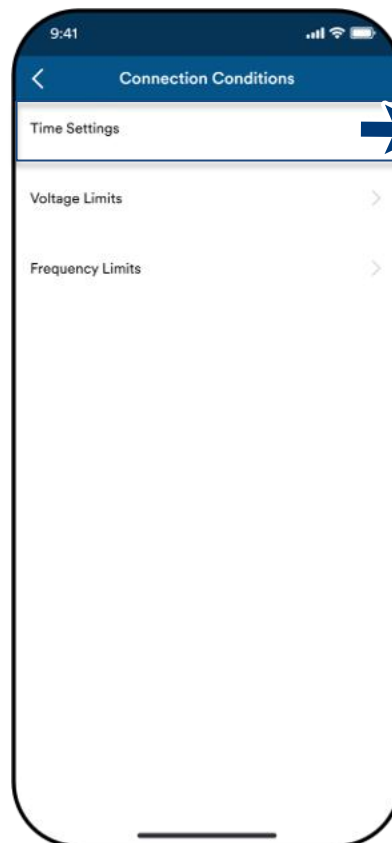 9:41
Connection Conditions
Time Settings
Voltage Limits
Frequency Limits